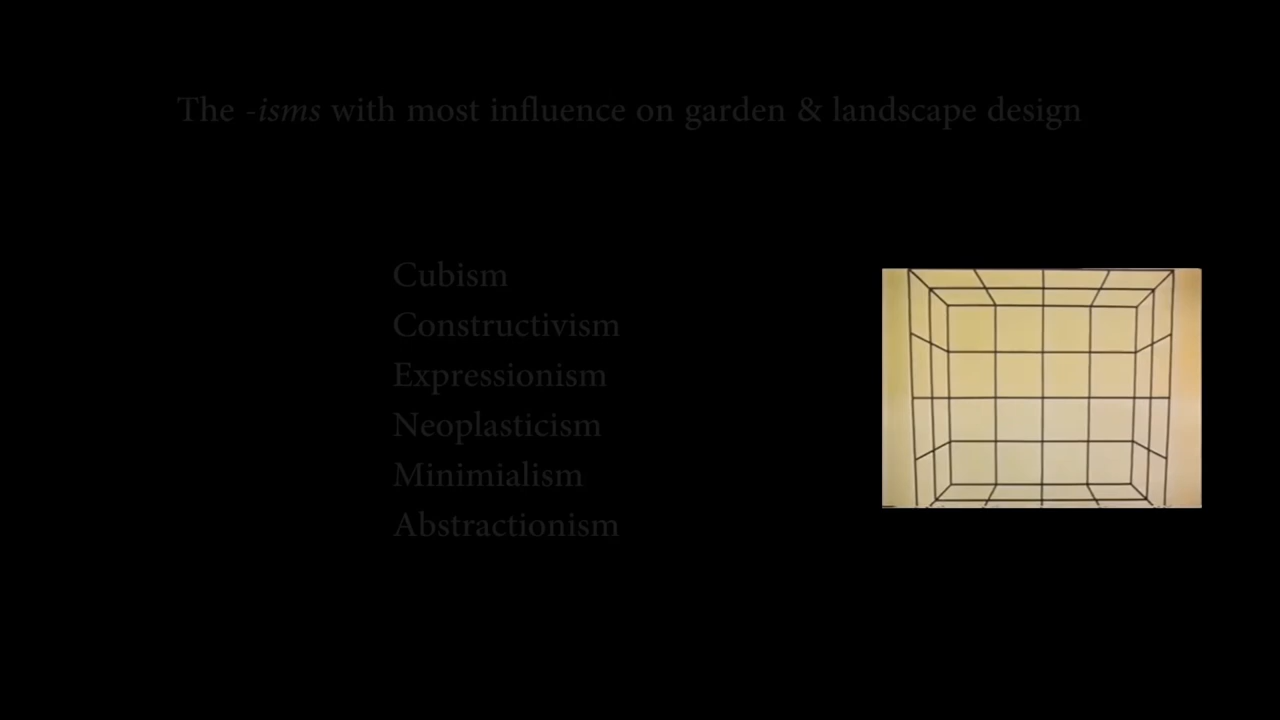 The -isms with most influence on garden & landscape design
Cubism
Constructivism
Expressionism
Neoplasticism
Minimialism
Abstractionism